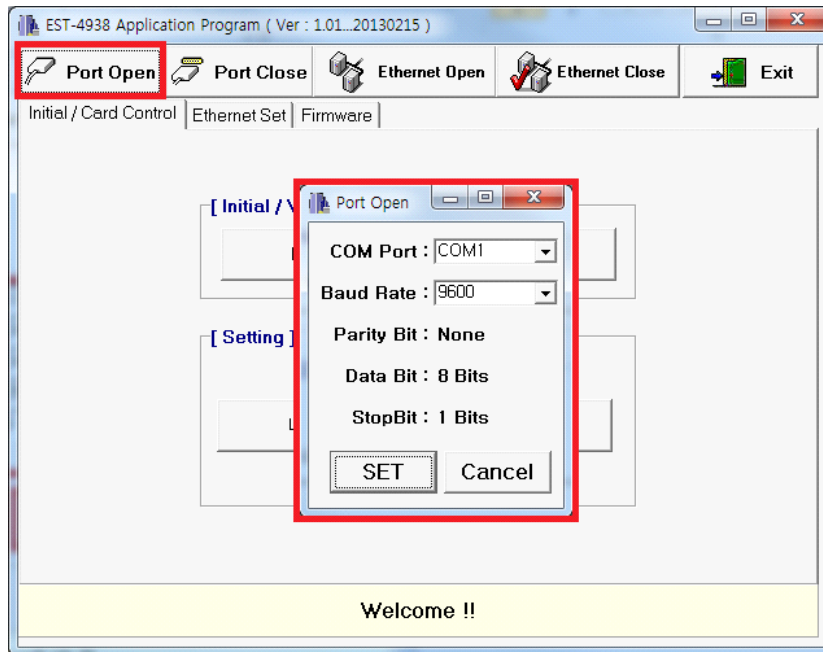 EST-4938 Application Program ( Ver : 1.01...20130215 )
Port Open Port Close Ethernet Open Ethernet Close Exit
Initial / Card Control Ethernet Set Firmware
[ Initial /
Port Open
COM Port : COM1
Baud Rate : 9600
[ Setting ]
Parity Bit : None
Data Bit : 8 Bits
StopBit : 1 Bits
SET Cancel
Welcome !!